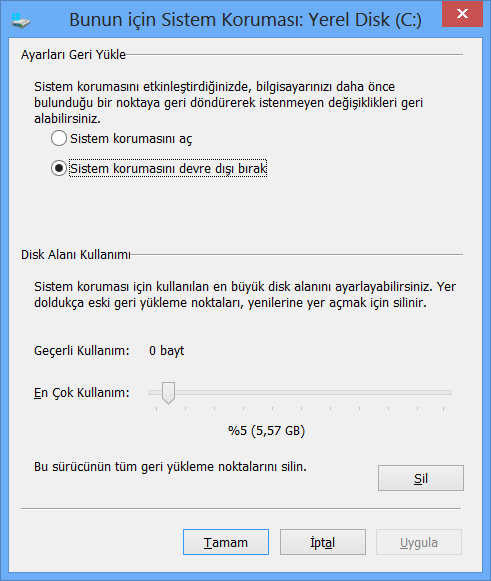 Bunun için Sistem Koruması: Yerel Disk (C:)
Ayarları Geri Yükle
Sistem korumasını etkinleştirdiğinizde, bilgisayarınızı daha önce
bulunduğu bir noktaya geri döndürerek istenmeyen değişiklikleri geri
alabilirsiniz.
Sistem korumasını aç
Sistem korumasını devre dışı bırak
Disk Alanı Kullanımı
Sistem koruması için kullanılan en büyük disk alanını ayarlayabilirsiniz. Yer
doldukça eski geri yükleme noktaları, yenilerine yer açmak için silinir.
Geçerli Kullanım: 0 bayt
En Çok Kullanım:
%5 (5,57 GB)
Bu sürücünün tüm geri yükleme noktalarını silin.
Sil
Tamam İptal Uygula